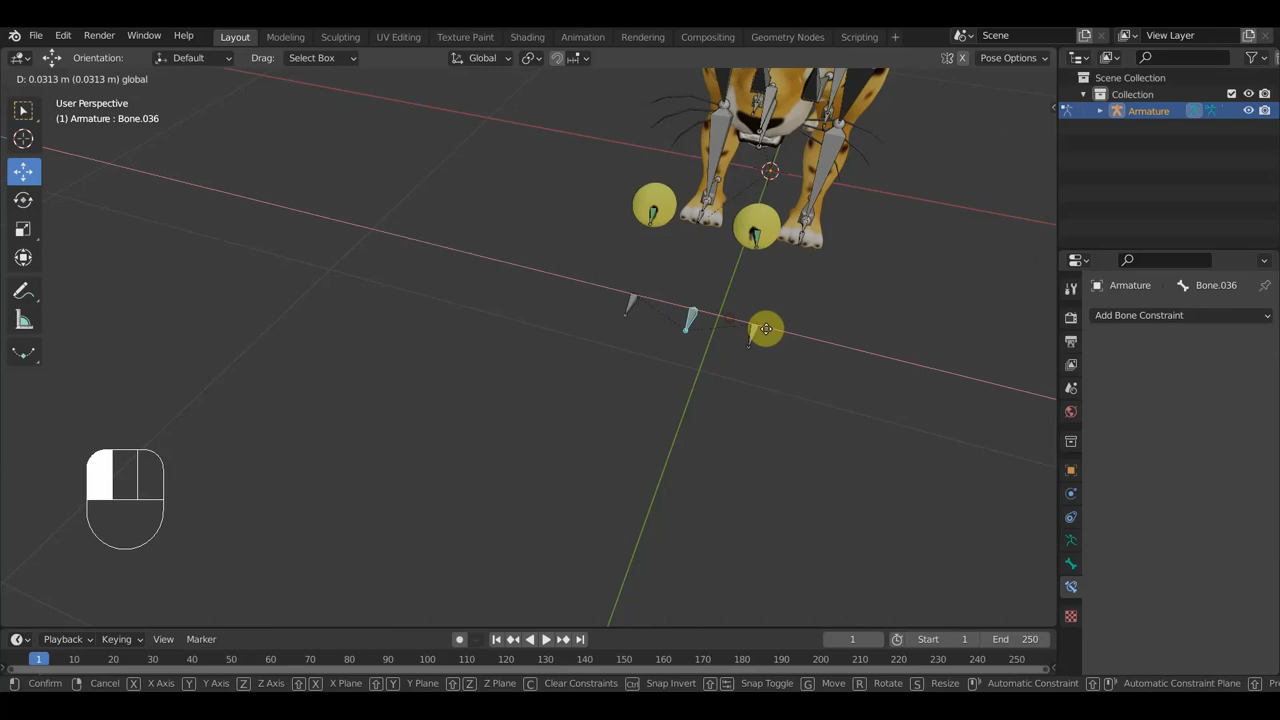 File Edit Render Window Help Layout Modeling Sculpting UV Editing Texture Paint Shading Animation Rendering Compositing Geometry Nodes Scripting + Scene View Layer
Orientation: Default Drag: Select Box Global X Pose Options
D: 0.0313 m (0.0313 m) global
Scene Collection
Collection
Armature
User Perspective
(1) Armature : Bone.036
Armature Bone.036
Add Bone Constraint
Playback Keying View Marker 1 Start 1 End 250
1 10 20 30 40 50 60 70 80 90 100 110 120 130 140 150 160 170 180 190 200 210 220 230 240 250
Confirm Cancel X X Axis Y Y Axis Z Z Axis X X Plane Y Y Plane Z Z Plane C Clear Constraints Ctrl Snap Invert Snap Toggle G Move R Rotate S Resize Automatic Constraint Automatic Constraint Plane